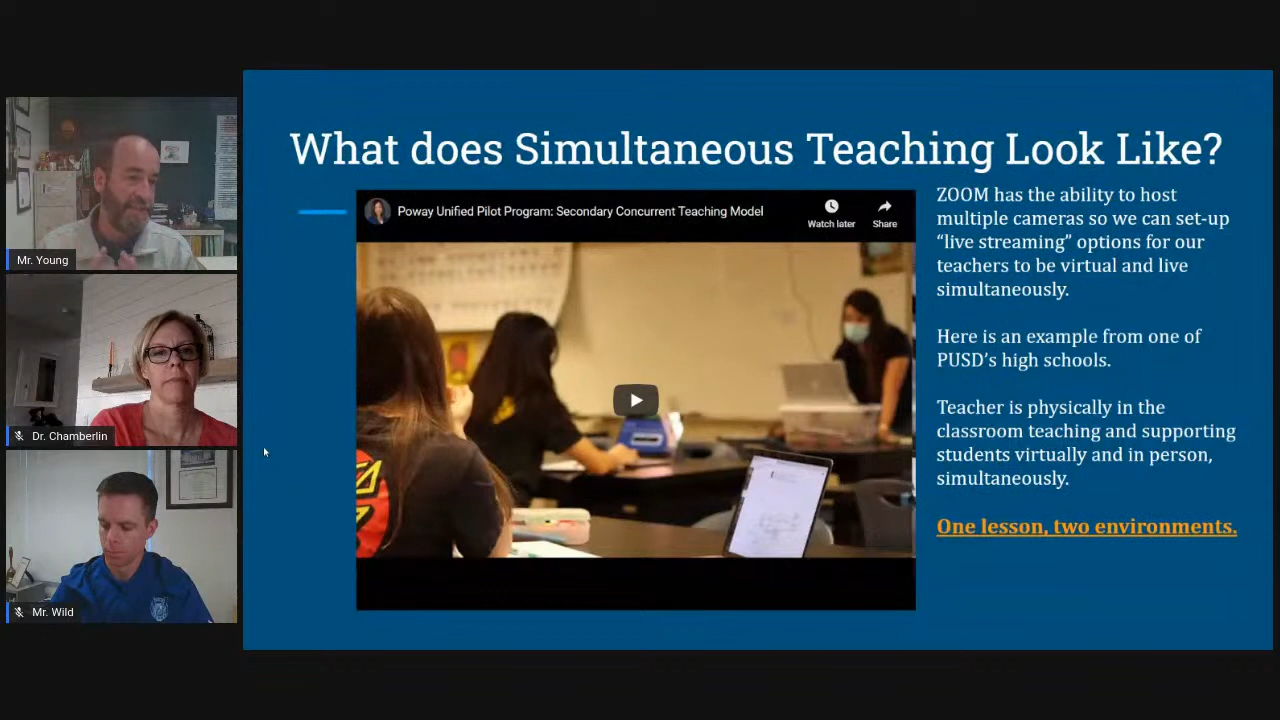 What does Simultaneous Teaching Look Like?
Poway Unified Pilot Program: Secondary Concurrent Teaching Model
Watch later
Share
ZOOM has the ability to host
multiple cameras so we can set-up
“live streaming” options for our
teachers to be virtual and live
simultaneously.
Here is an example from one of
PUSD’s high schools.
Teacher is physically in the
classroom teaching and supporting
students virtually and in person,
simultaneously.
One lesson, two environments.
Mr. Young
Dr. Chamberlin
Mr. Wild